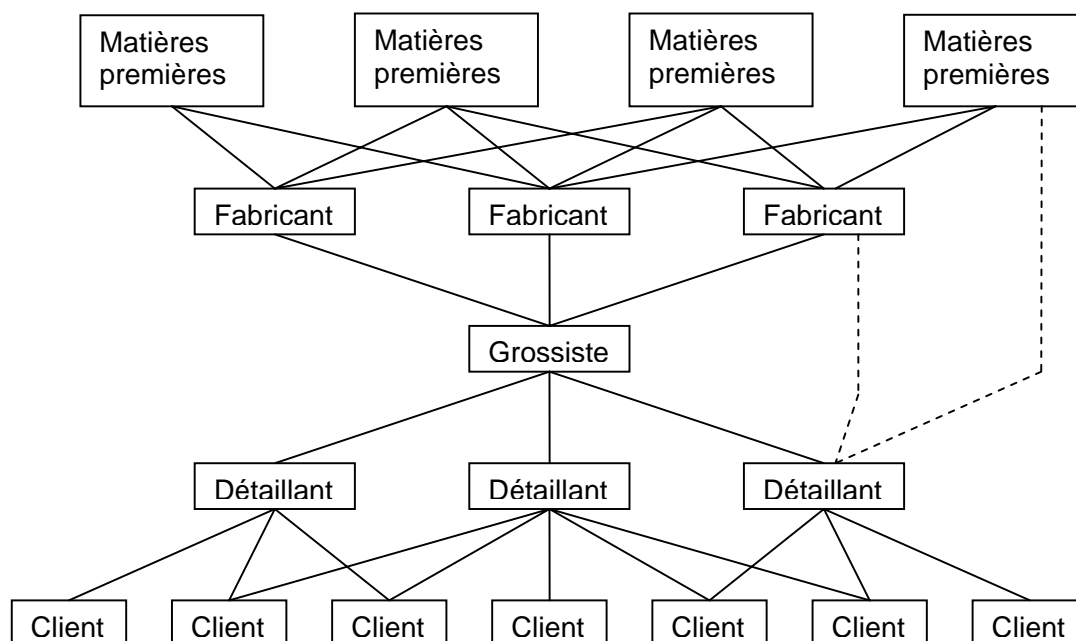 Matières
premières
Matières
premières
Matières
premières
Matières
premières
Fabricant
Fabricant
Fabricant
Grossiste
Détaillant
Détaillant
Détaillant
Client
Client
Client
Client
Client
Client
Client